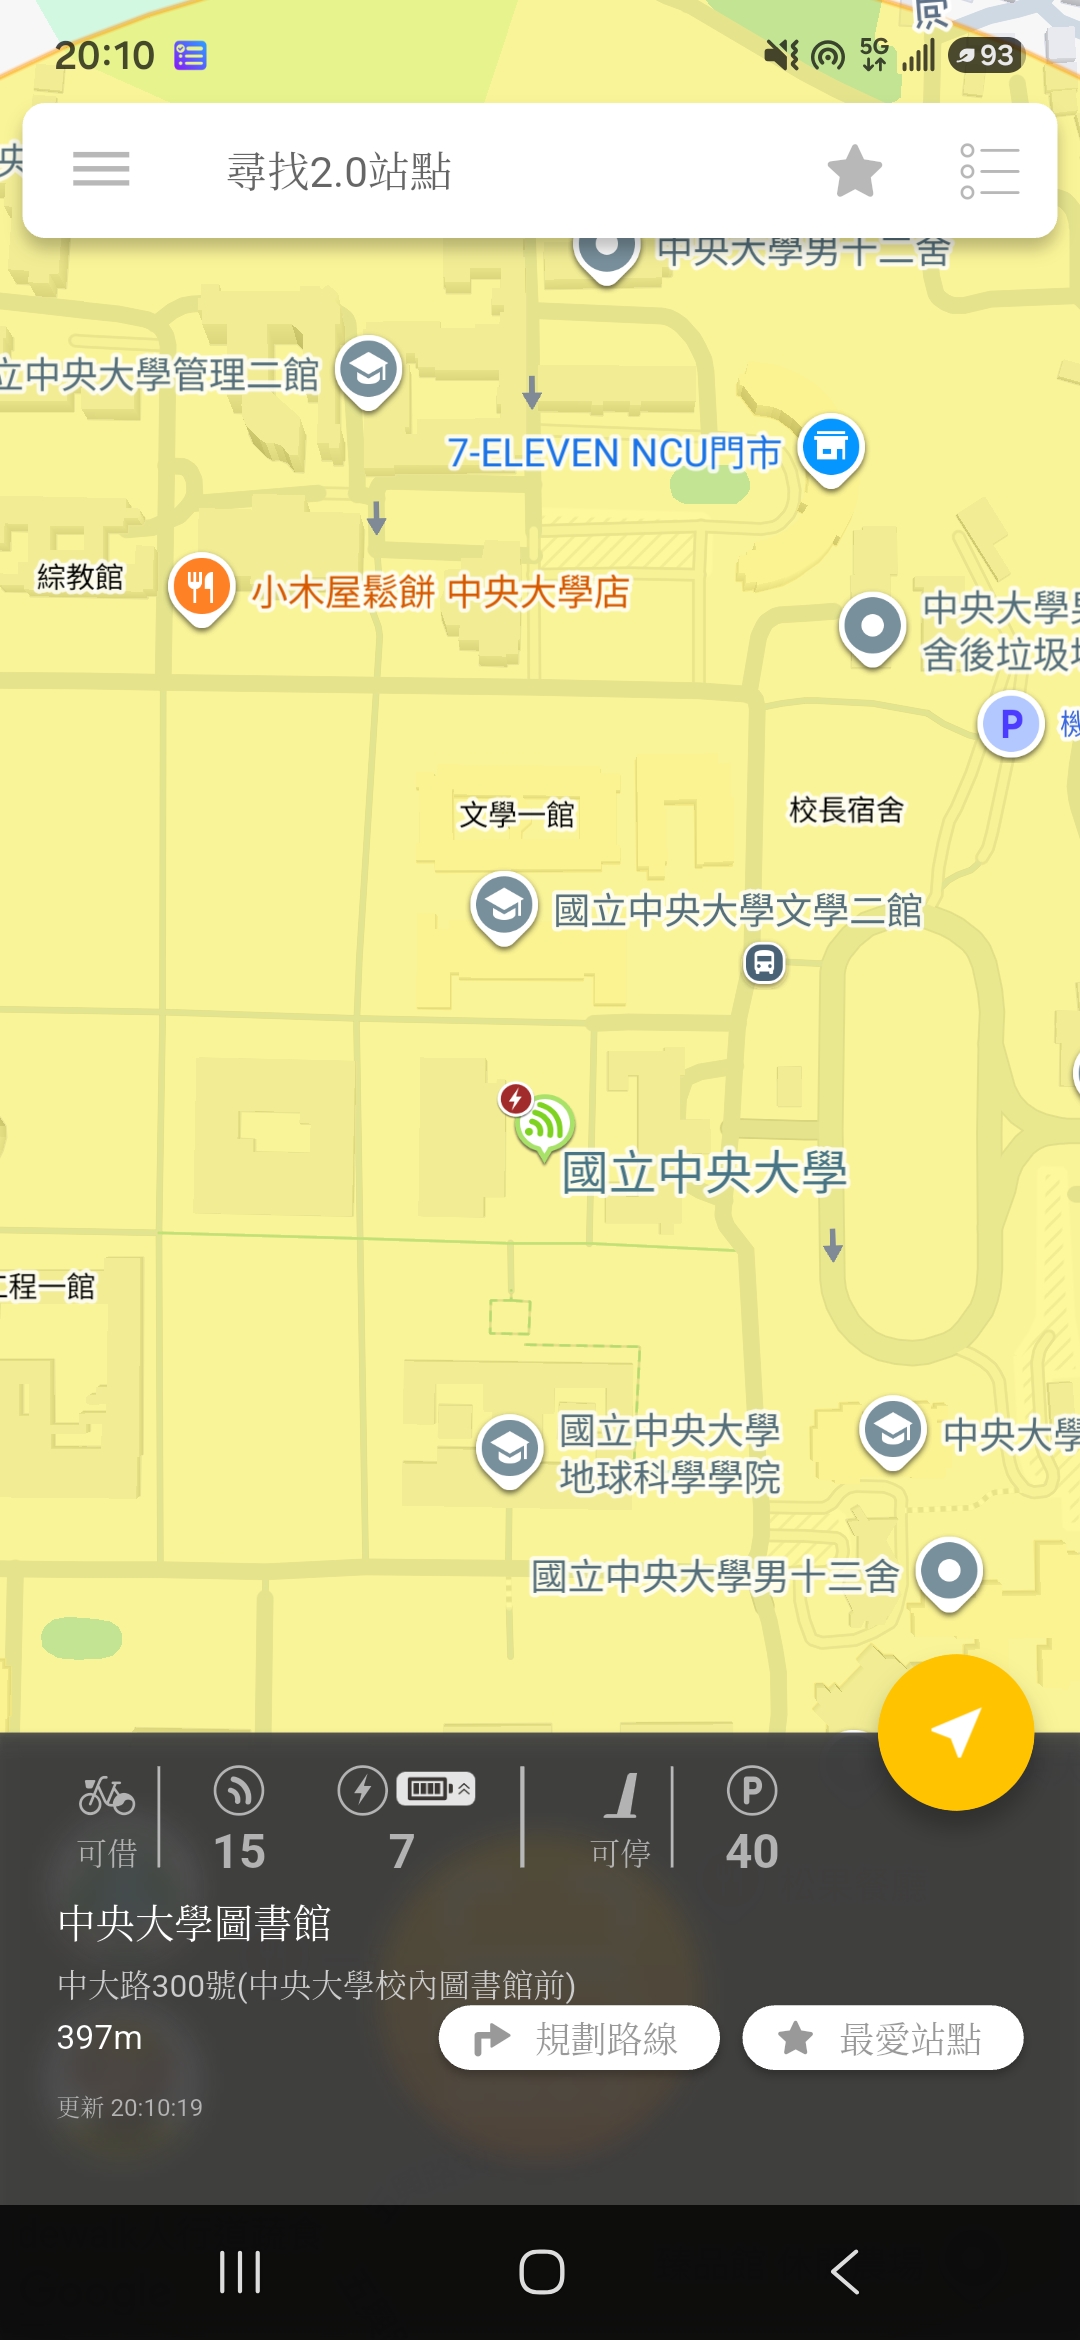 20:10
5G
93
尋找2.0站點
中央大學男十二舍
立中央大學管理二館
7-ELEVEN NCU門市
綜教館
小木屋鬆餅 中央大學店
中央大學男
舍後垃圾場
P
機
文學一館
校長宿舍
國立中央大學文學二館
國立中央大學
工程一館
國立中央大學
地球科學學院
中央大學
國立中央大學男十三舍
P
可借
15
7
可停
40
中央大學圖書館
中大路300號(中央大學校內圖書館前)
397m
規劃路線
最愛站點
更新 20:10:19